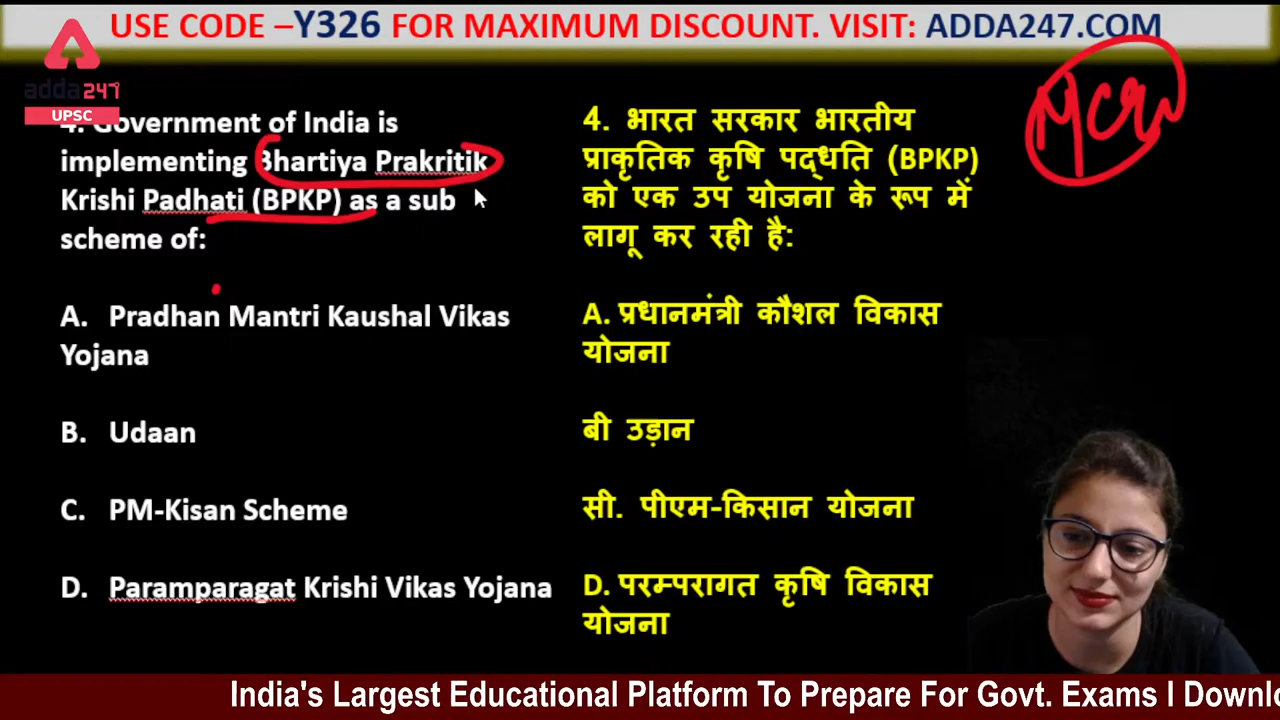 USE CODE –Y326 FOR MAXIMUM DISCOUNT. VISIT: ADDA247.COM
adda247
UPSC
4. Government of India is
implementing Bhartiya Prakritik
Krishi Padhati (BPKP) as a sub
scheme of:
A. Pradhan Mantri Kaushal Vikas
Yojana
B. Udaan
C. PM-Kisan Scheme
D. Paramparagat Krishi Vikas Yojana
4. भारत सरकार भारतीय
प्राकृतिक कृषि पद्धति (BPKP)
को एक उप योजना के रूप में
लागू कर रही है:
A. प्रधानमंत्री कौशल विकास
योजना
बी उड़ान
सी. पीएम-किसान योजना
D. परम्परागत कृषि विकास
योजना
India's Largest Educational Platform To Prepare For Govt. Exams I